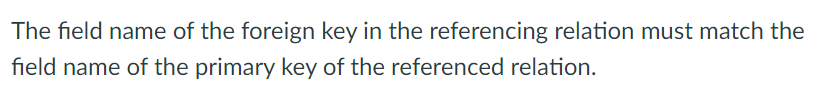 The field name of the foreign key in the referencing relation must match the
field name of the primary key of the referenced relation.